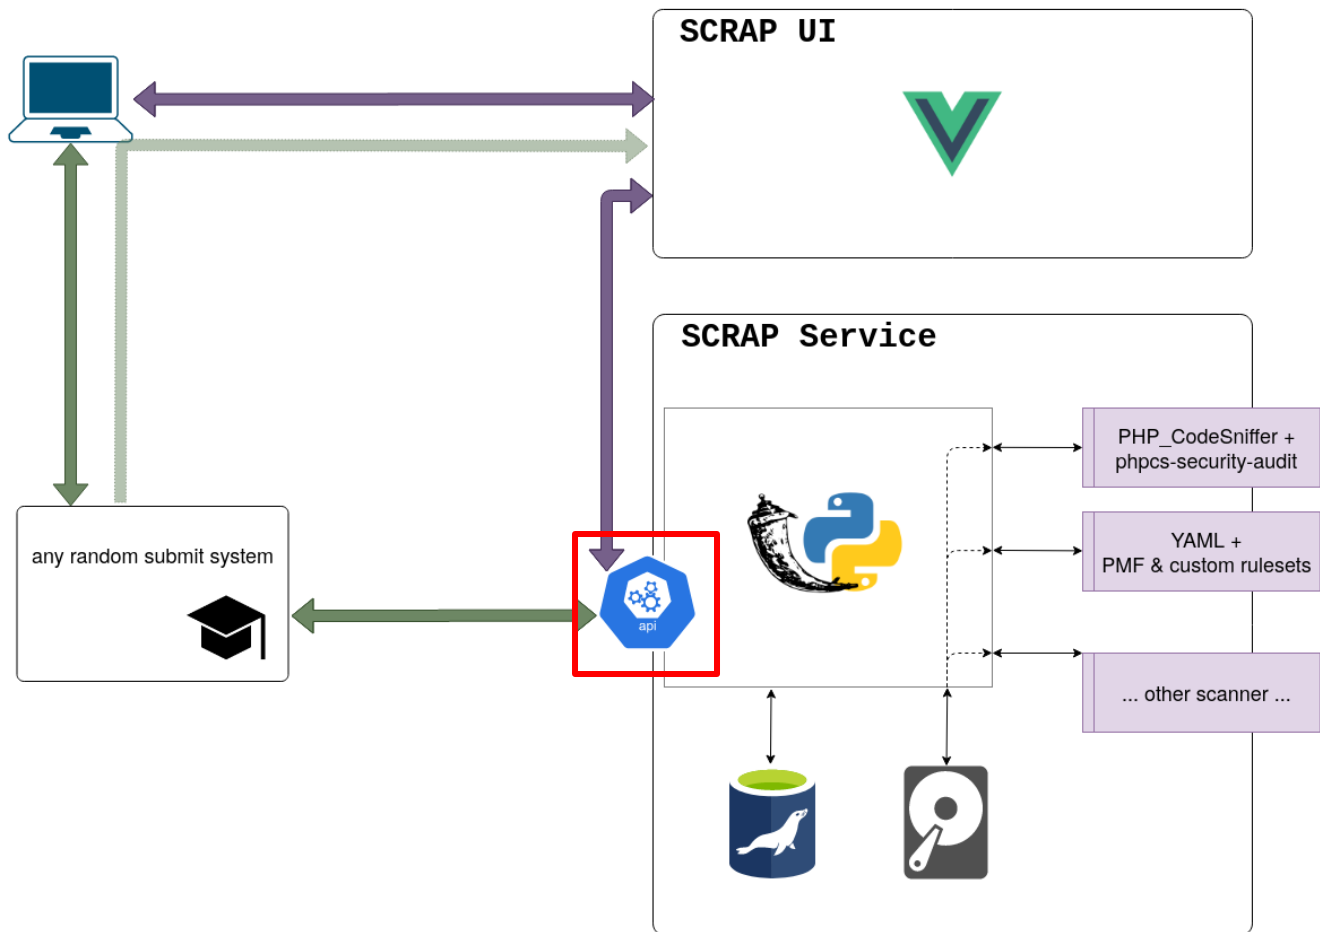 SCRAP UI
SCRAP Service
PHP_CodeSniffer +
phpcs-security-audit
YAML +
PMF & custom rulesets
any random submit system
api
... other scanner ...